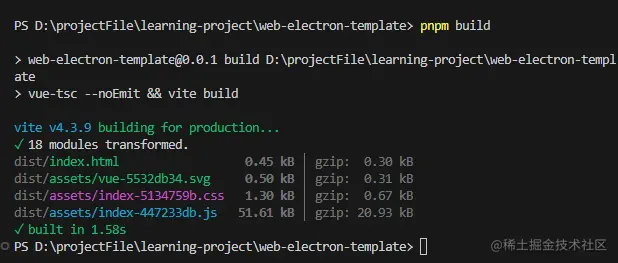 PS D:\projectFile\learning-project\web-electron-template> pnpm build
> web-electron-template@0.0.1 build D:\projectFile\learning-project\web-electron-templ
ate
> vue-tsc --noEmit && vite build
vite v4.3.9 building for production...
✓ 18 modules transformed.
dist/index.html 0.45 kB │ gzip: 0.30 kB
dist/assets/vue-5532db34.svg 0.50 kB │ gzip: 0.31 kB
dist/assets/index-5134759b.css 1.30 kB │ gzip: 0.67 kB
dist/assets/index-447233db.js 51.61 kB │ gzip: 20.93 kB
✓ built in 1.58s
PS D:\projectFile\learning-project\web-electron-template>
@稀土掘金技术社区